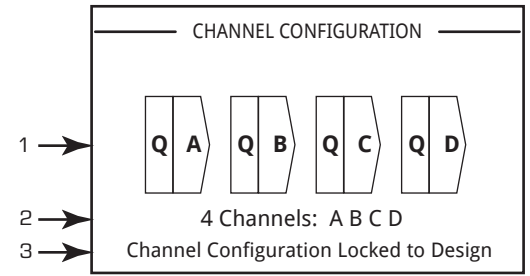 CHANNEL CONFIGURATION
1 Q A Q B Q C Q D
2 4 Channels: A B C D
3 Channel Configuration Locked to Design